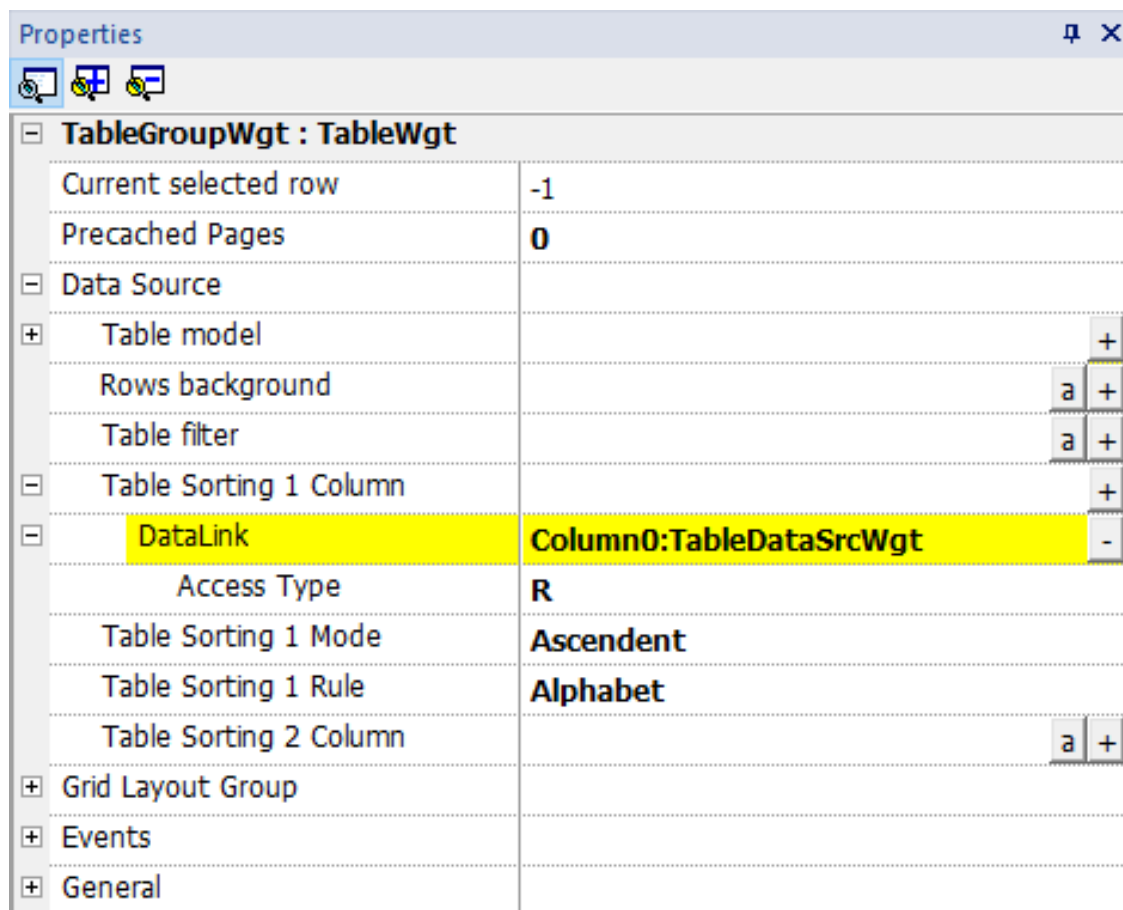 Properties
TableGroupWgt : TableWgt
Current selected row -1
Precached Pages 0
Data Source
Table model +
Rows background a +
Table filter a +
Table Sorting 1 Column +
DataLink Column0:TableDataSrcWgt -
Access Type R
Table Sorting 1 Mode Ascendent
Table Sorting 1 Rule Alphabet
Table Sorting 2 Column a +
Grid Layout Group
Events
General